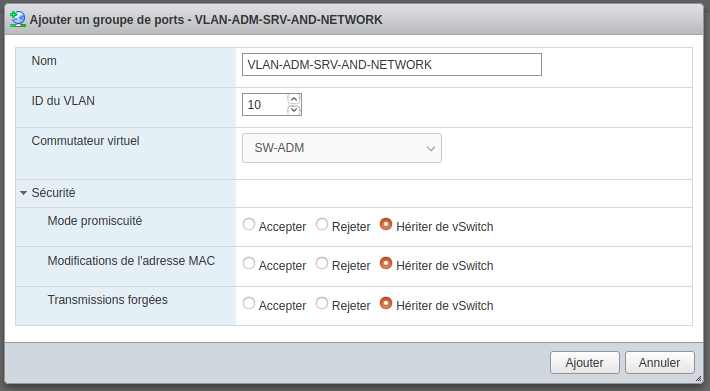 Ajouter un groupe de ports - VLAN-ADM-SRV-AND-NETWORK
Nom VLAN-ADM-SRV-AND-NETWORK
ID du VLAN 10
Commutateur virtuel SW-ADM
Sécurité
Mode promiscuité Accepter Rejeter Hériter de vSwitch
Modifications de l'adresse MAC Accepter Rejeter Hériter de vSwitch
Transmissions forgées Accepter Rejeter Hériter de vSwitch
Ajouter Annuler